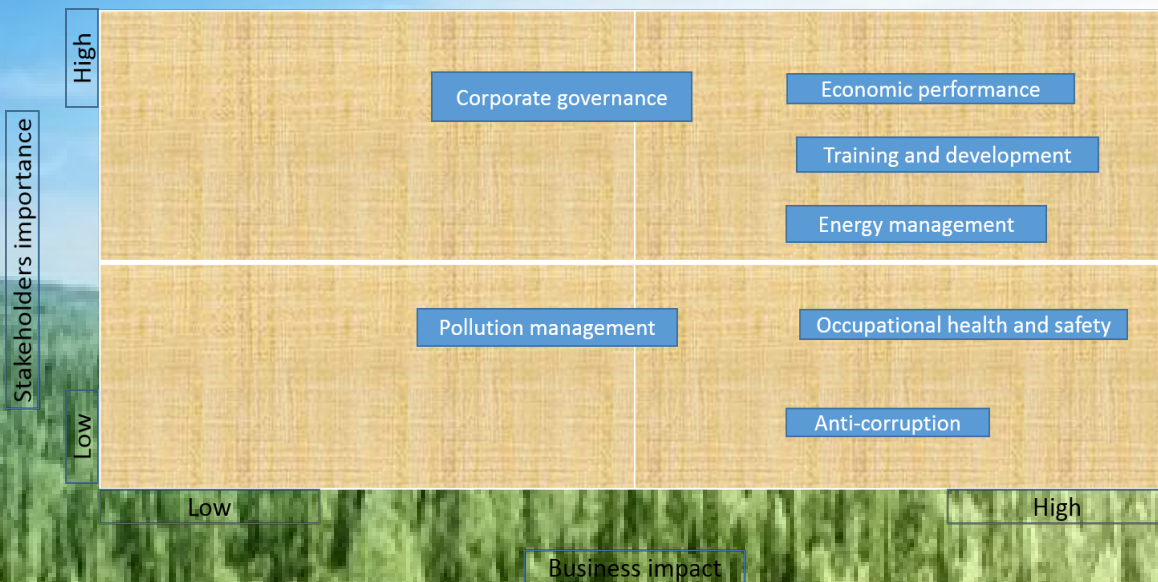 High
Corporate governance
Economic performance
Training and development
Energy management
Stakeholders importance
Pollution management
Occupational health and safety
Anti-corruption
Low
Low
High
Business impact